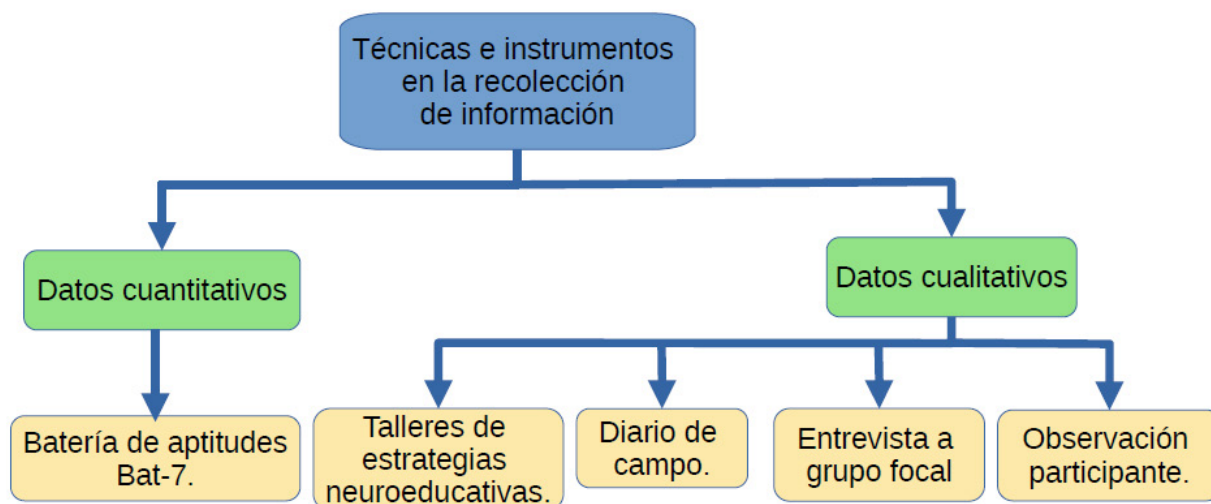 Técnicas e instrumentos
en la recolección
de información
Datos cuantitativos
Datos cualitativos
Batería de aptitudes
Bat-7.
Talleres de
estrategias
neuroeducativas.
Diario de
campo.
Entrevista a
grupo focal
Observación
participante.